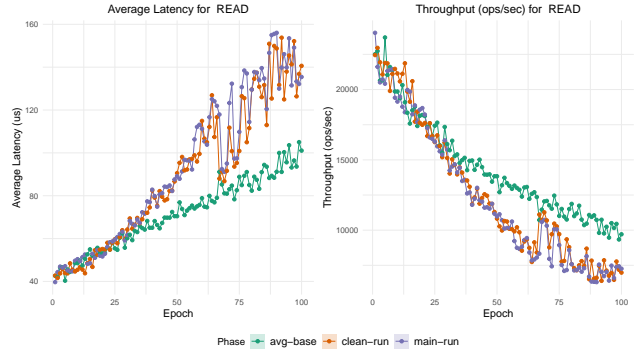 Average Latency for  READ
Average Latency (us)
160
120
80
40
0
25
50
75
100
Epoch
Throughput (ops/sec) for  READ
Throughput (ops/sec)
20000
15000
10000
0
25
50
75
100
Epoch
Phase avg−base clean−run main−run